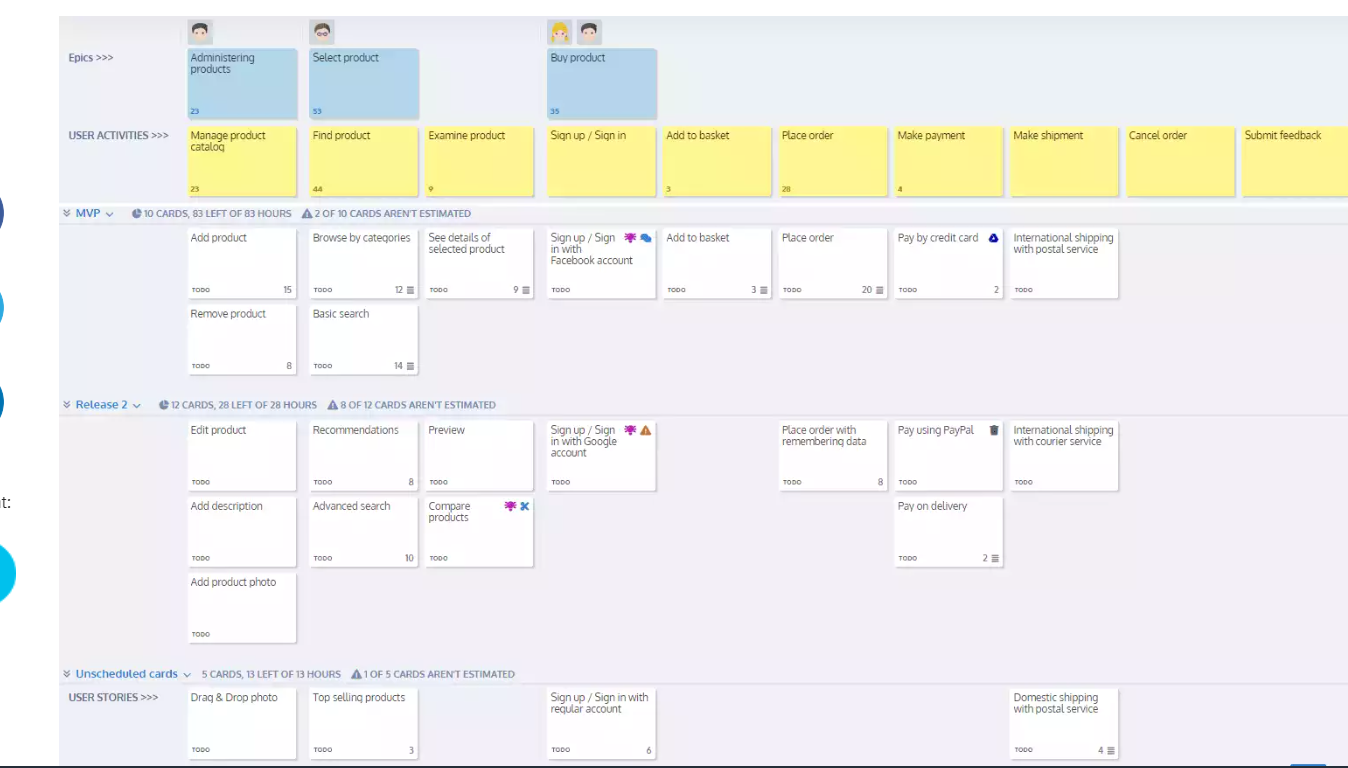 Epics >>>
Administering
products
23
Select product
53
Buy product
35
USER ACTIVITIES >>>
Manage product
catalog
23
Find product
44
Examine product
9
Sign up / Sign in
Add to basket
3
Place order
28
Make payment
4
Make shipment
Cancel order
Submit feedback
MVP
10 CARDS, 83 LEFT OF 83 HOURS
2 OF 10 CARDS AREN'T ESTIMATED
Add product
TODO 15
Browse by categories
TODO 12
See details of
selected product
TODO 9
Sign up / Sign
in with
Facebook account
TODO
Add to basket
TODO 3
Place order
TODO 20
Pay by credit card
TODO 2
International shipping
with postal service
TODO
Remove product
TODO 8
Basic search
TODO 14
Release 2
12 CARDS, 28 LEFT OF 28 HOURS
8 OF 12 CARDS AREN'T ESTIMATED
Edit product
TODO
Recommendations
TODO 8
Preview
TODO
Sign up / Sign
in with Google
account
TODO
Place order with
remembering data
TODO 8
Pay using PayPal
TODO
International shipping
with courier service
TODO
t:
Add description
TODO
Advanced search
TODO 10
Compare
products
TODO
Pay on delivery
TODO 2
Add product photo
TODO
Unscheduled cards
5 CARDS, 13 LEFT OF 13 HOURS
1 OF 5 CARDS AREN'T ESTIMATED
USER STORIES >>>
Drag & Drop photo
TODO
Top selling products
TODO 3
Sign up / Sign in with
regular account
TODO 6
Domestic shipping
with postal service
TODO 4